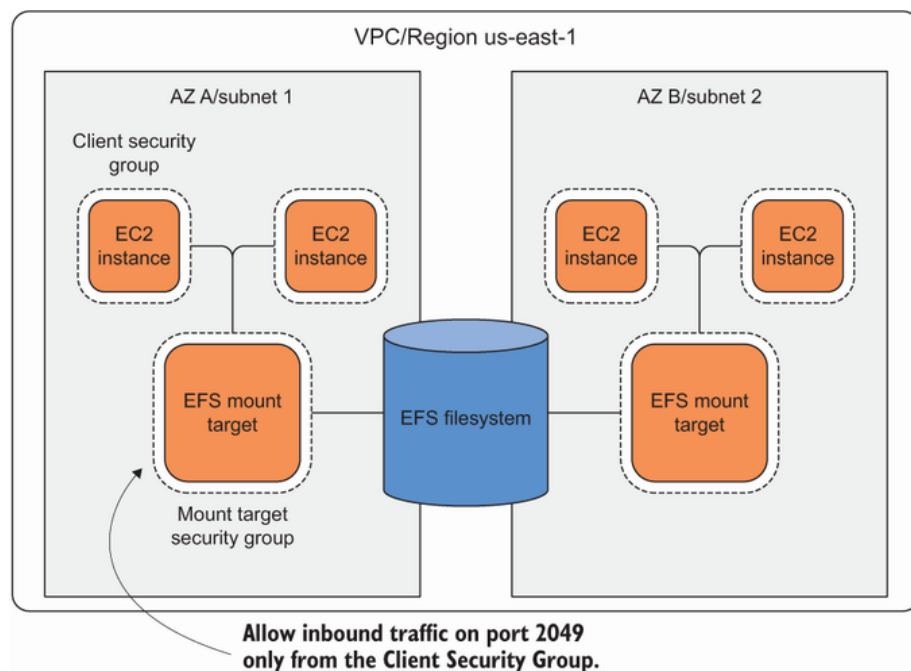 VPC/Region us-east-1
AZ A/subnet 1
AZ B/subnet 2
Client security
group
EC2
instance
EC2
instance
EC2
instance
EC2
instance
EFS mount
target
EFS filesystem
EFS mount
target
Mount target
security group
Allow inbound traffic on port 2049
only from the Client Security Group.